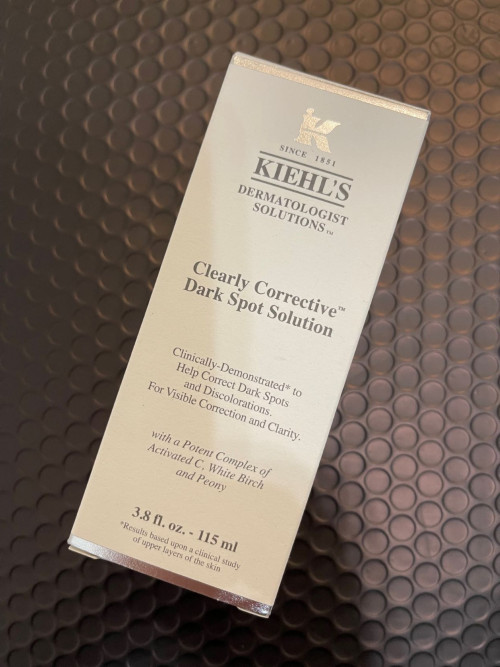 K
SINCE 1851
KIEHL'S
DERMATOLOGIST
SOLUTIONS™
Clearly Corrective™
Dark Spot Solution
Clinically-Demonstrated* to
Help Correct Dark Spots
and Discolorations.
For Visible Correction and Clarity.
with a Potent Complex of
Activated C, White Birch
and Peony
3.8 fl. oz. - 115 ml
*Results based upon a clinical study
of upper layers of the skin